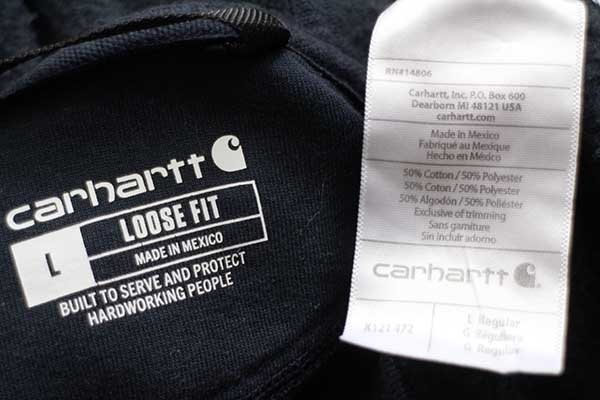 carhartt
L
LOOSE FIT
MADE IN MEXICO
BUILT TO SERVE AND PROTECT
HARDWORKING PEOPLE
RN#14806
Carhartt, Inc. P.O. Box 600
Dearborn MI 48121 USA
carhartt.com
Made in Mexico
Fabriqué au Mexique
Hecho en México
50% Cotton / 50% Polyester
50% Coton / 50% Polyester
50% Algodón / 50% Poliéster
Exclusive of trimming
Sans garniture
Sin incluir adorno
carhartt
K121 472
L Regular
G Régulière
G Regular